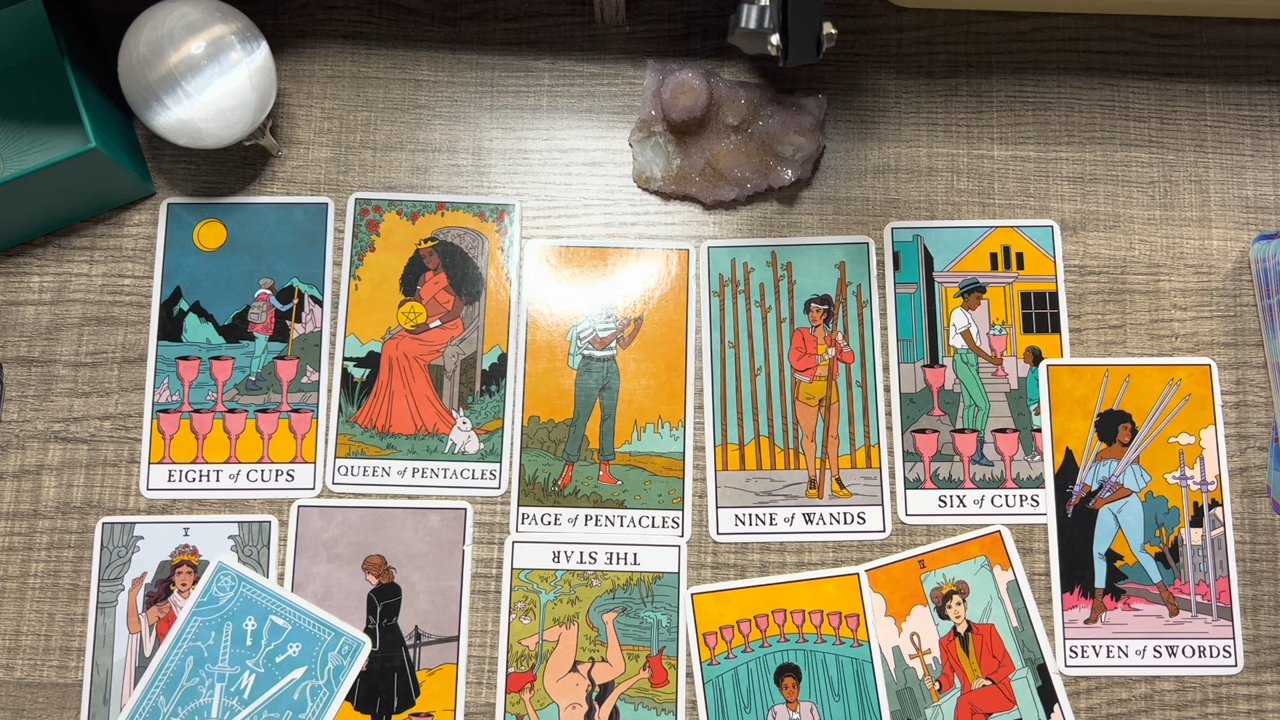 EIGHT of CUPS
QUEEN of PENTACLES
PAGE of PENTACLES
NINE of WANDS
SIX of CUPS
SEVEN of SWORDS
V
THE STAR
IV
M